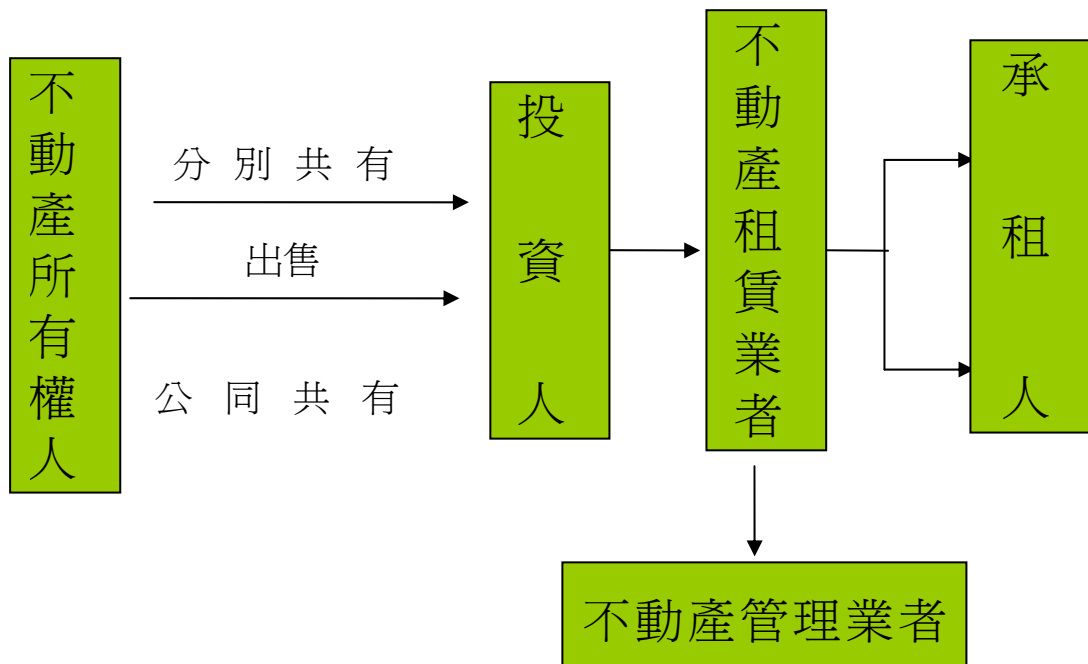 不動產所有權人
分別共有
出售
公同共有
投資人
不動產租賃業者
承租人
不動產管理業者